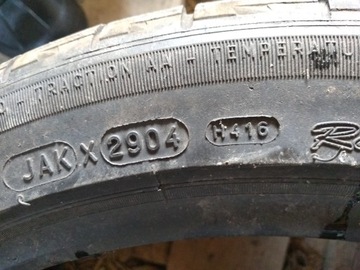 TRACTION AA - TEMPERATU
JAK X 2904 H416